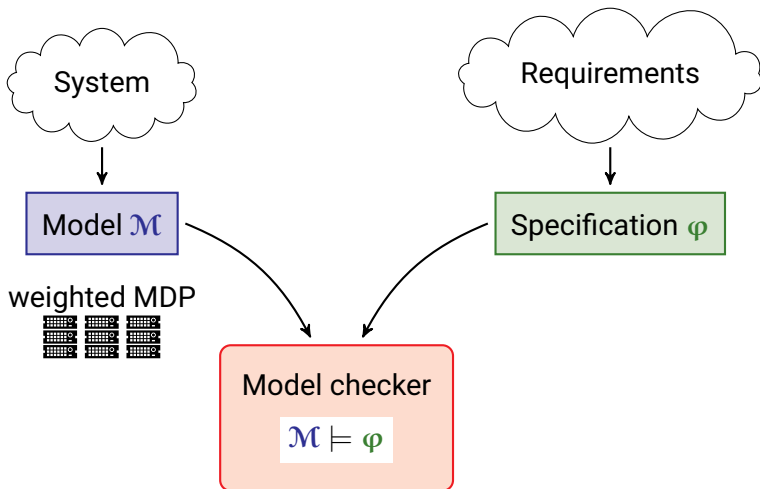 System
Requirements
Model ℳ
Specification φ
weighted MDP
Model checker
ℳ ⊨ φ